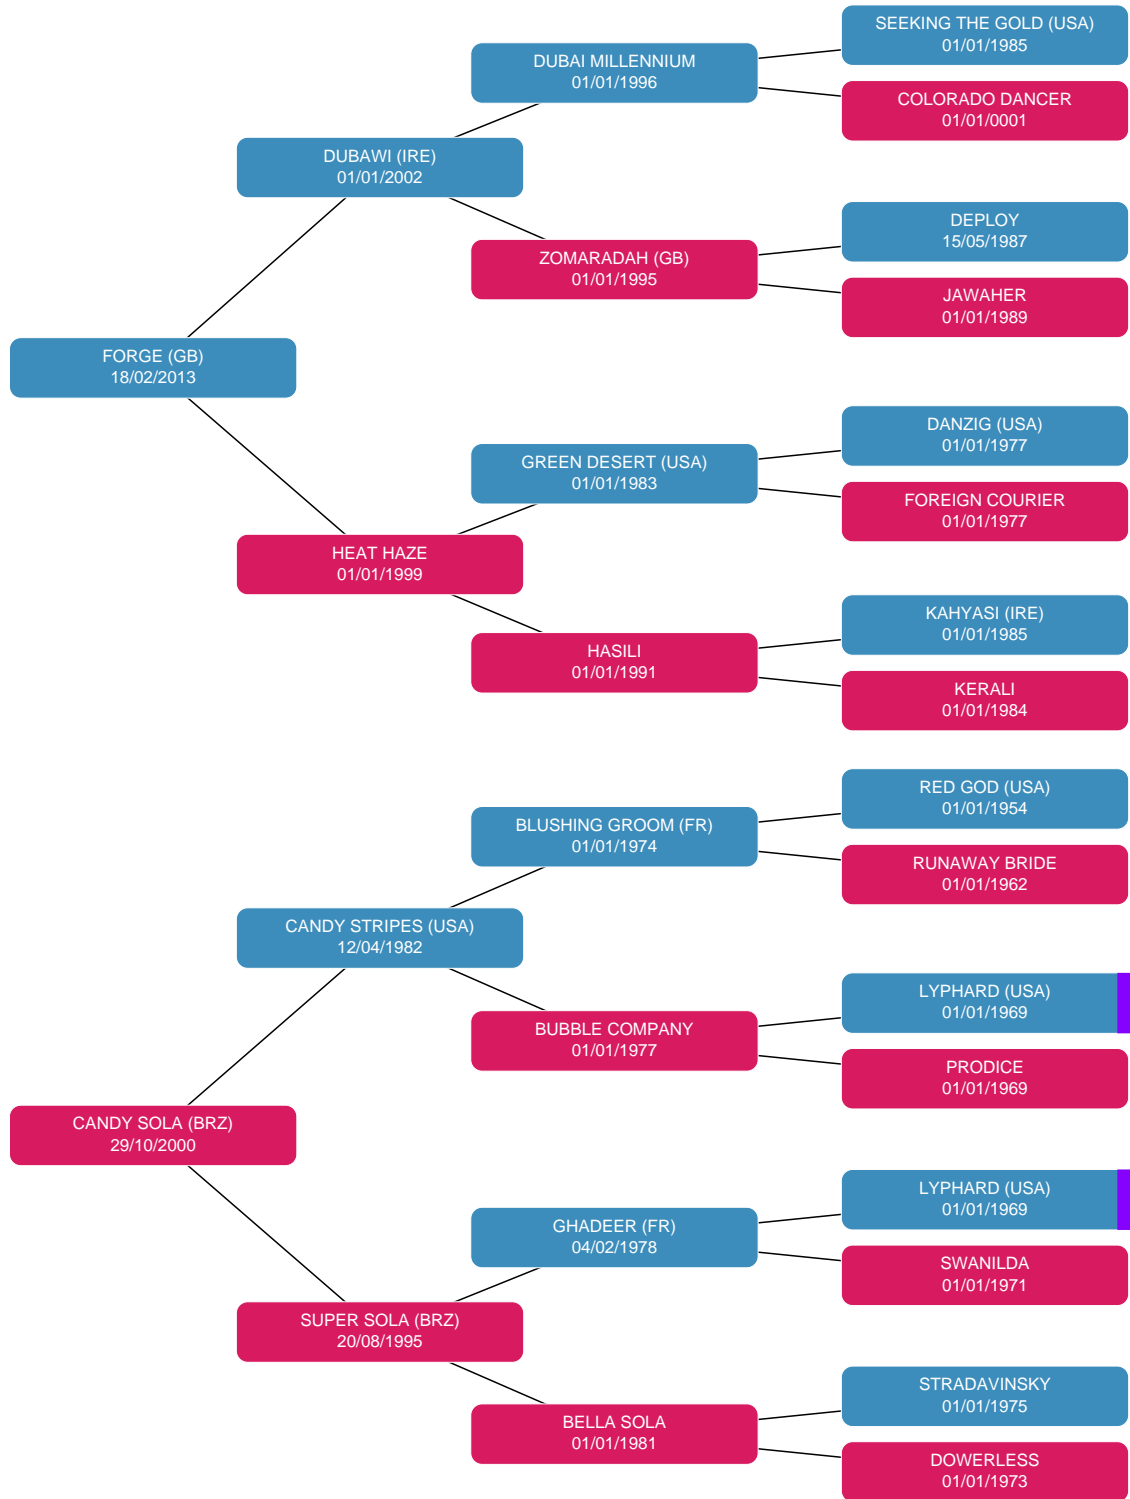 SEEKING THE GOLD (USA)
01/01/1985
DUBAI MILLENNIUM
01/01/1996
COLORADO DANCER
01/01/0001
DUBAWI (IRE)
01/01/2002
DEPLOY
15/05/1987
ZOMARADAH (GB)
01/01/1995
JAWAHER
01/01/1989
FORGE (GB)
18/02/2013
DANZIG (USA)
01/01/1977
GREEN DESERT (USA)
01/01/1983
FOREIGN COURIER
01/01/1977
HEAT HAZE
01/01/1999
KAHYASI (IRE)
01/01/1985
HASILI
01/01/1991
KERALI
01/01/1984
RED GOD (USA)
01/01/1954
BLUSHING GROOM (FR)
01/01/1974
RUNAWAY BRIDE
01/01/1962
CANDY STRIPES (USA)
12/04/1982
LYPHARD (USA)
01/01/1969
BUBBLE COMPANY
01/01/1977
PRODICE
01/01/1969
CANDY SOLA (BRZ)
29/10/2000
LYPHARD (USA)
01/01/1969
GHADEER (FR)
04/02/1978
SWANILDA
01/01/1971
SUPER SOLA (BRZ)
20/08/1995
STRADAVINSKY
01/01/1975
BELLA SOLA
01/01/1981
DOWERLESS
01/01/1973